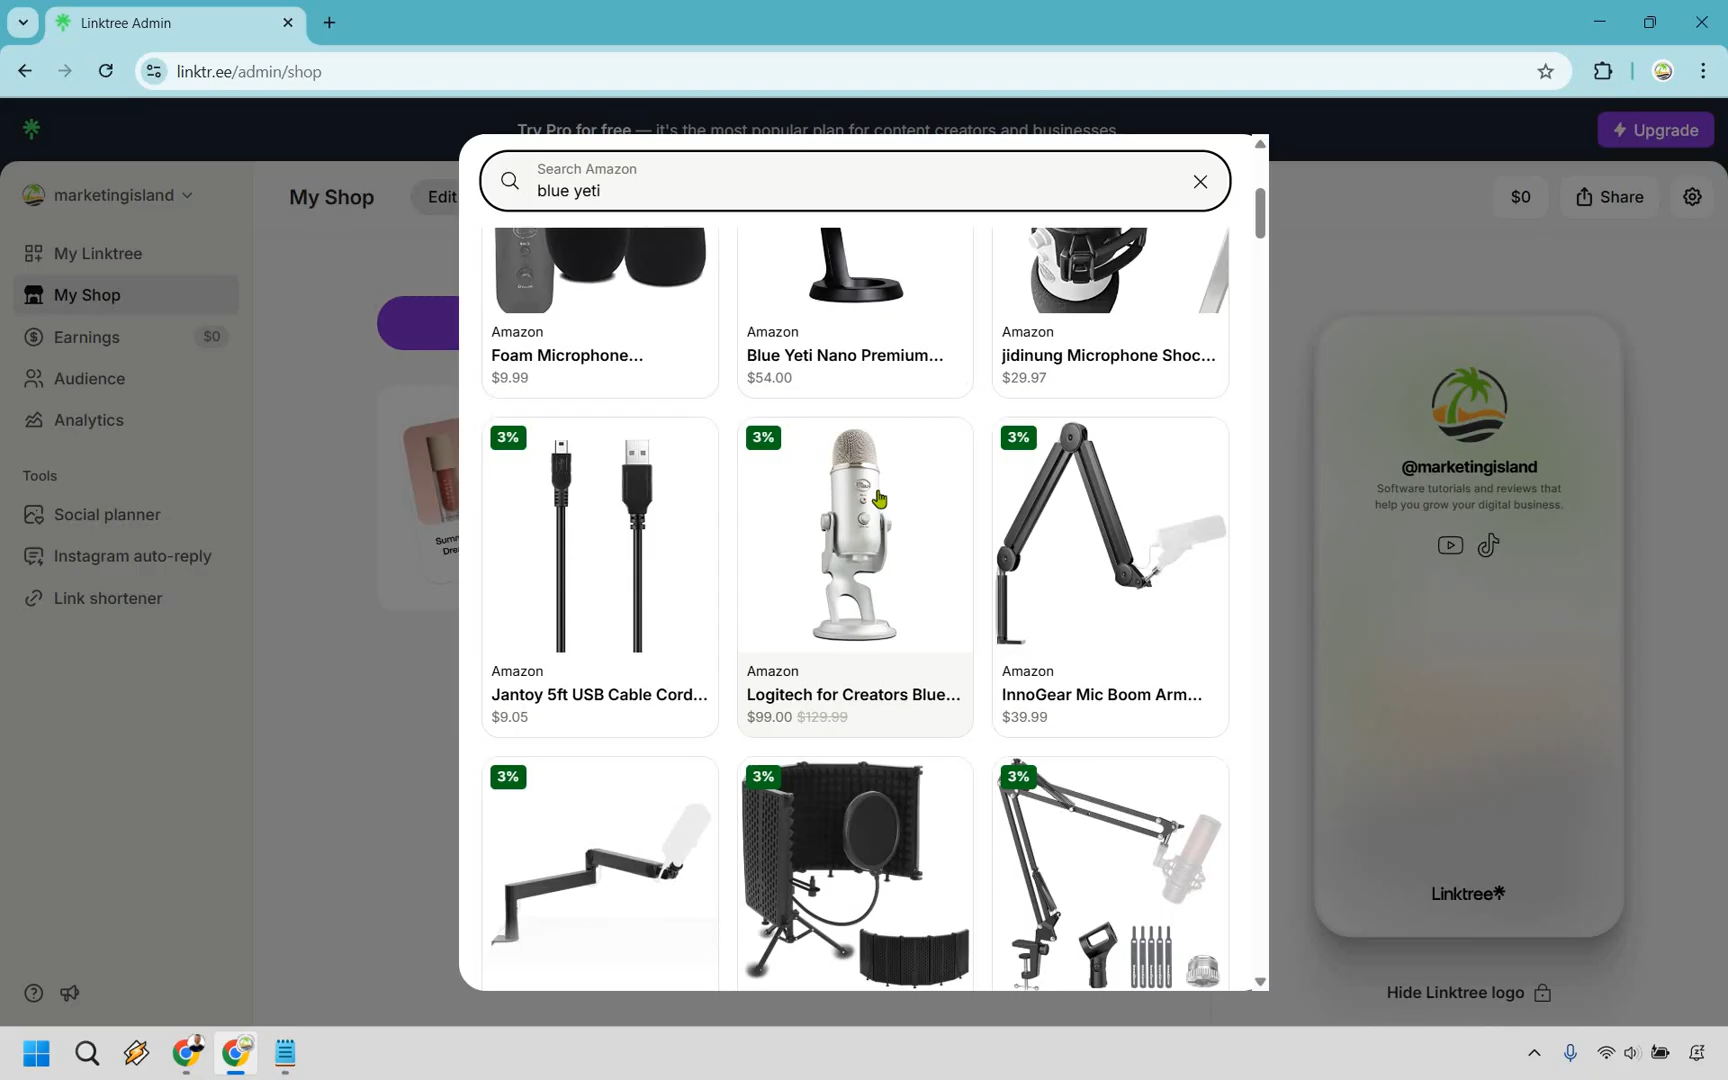 Linktree Admin
linktr.ee/admin/shop
Try Pro for free — it's the most popular plan for content creators and businesses
Upgrade
marketingisland
My Shop
Edit
$0
Share
Search Amazon
blue yeti
My Linktree
My Shop
Earnings
$0
Audience
Analytics
Tools
Social planner
Instagram auto-reply
Link shortener
Amazon
Foam Microphone...
$9.99
Amazon
Blue Yeti Nano Premium...
$54.00
Amazon
jidinung Microphone Shoc...
$29.97
3%
Amazon
Jantoy 5ft USB Cable Cord...
$9.05
3%
Amazon
Logitech for Creators Blue...
$99.00 $129.99
3%
Amazon
InnoGear Mic Boom Arm...
$39.99
3%
3%
3%
@marketingisland
Software tutorials and reviews that
help you grow your digital business.
Linktree*
Hide Linktree logo